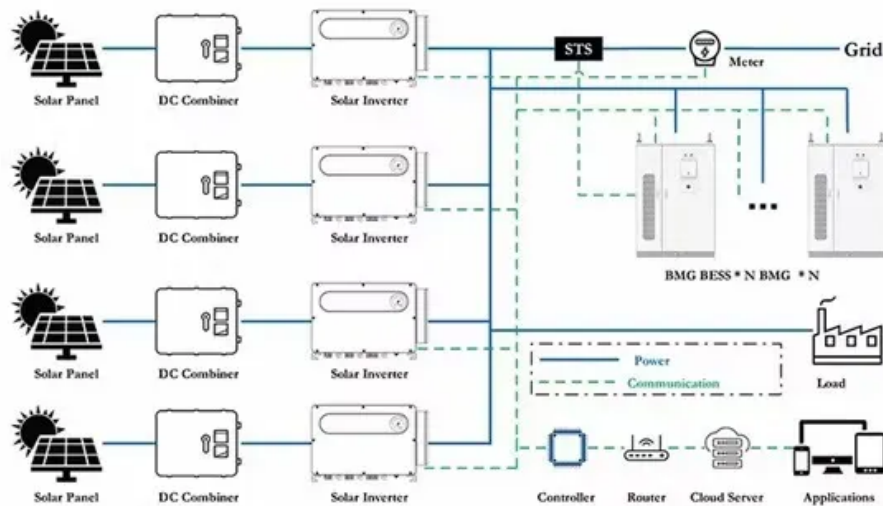 STS
Grid
Meter
Solar Panel DC Combiner Solar Inverter
Solar Panel DC Combiner Solar Inverter
BMG BESS * N BMG * N
Solar Panel DC Combiner Solar Inverter
Power
Communication
Load
Solar Panel DC Combiner Solar Inverter
Controller Router Cloud Server Applications